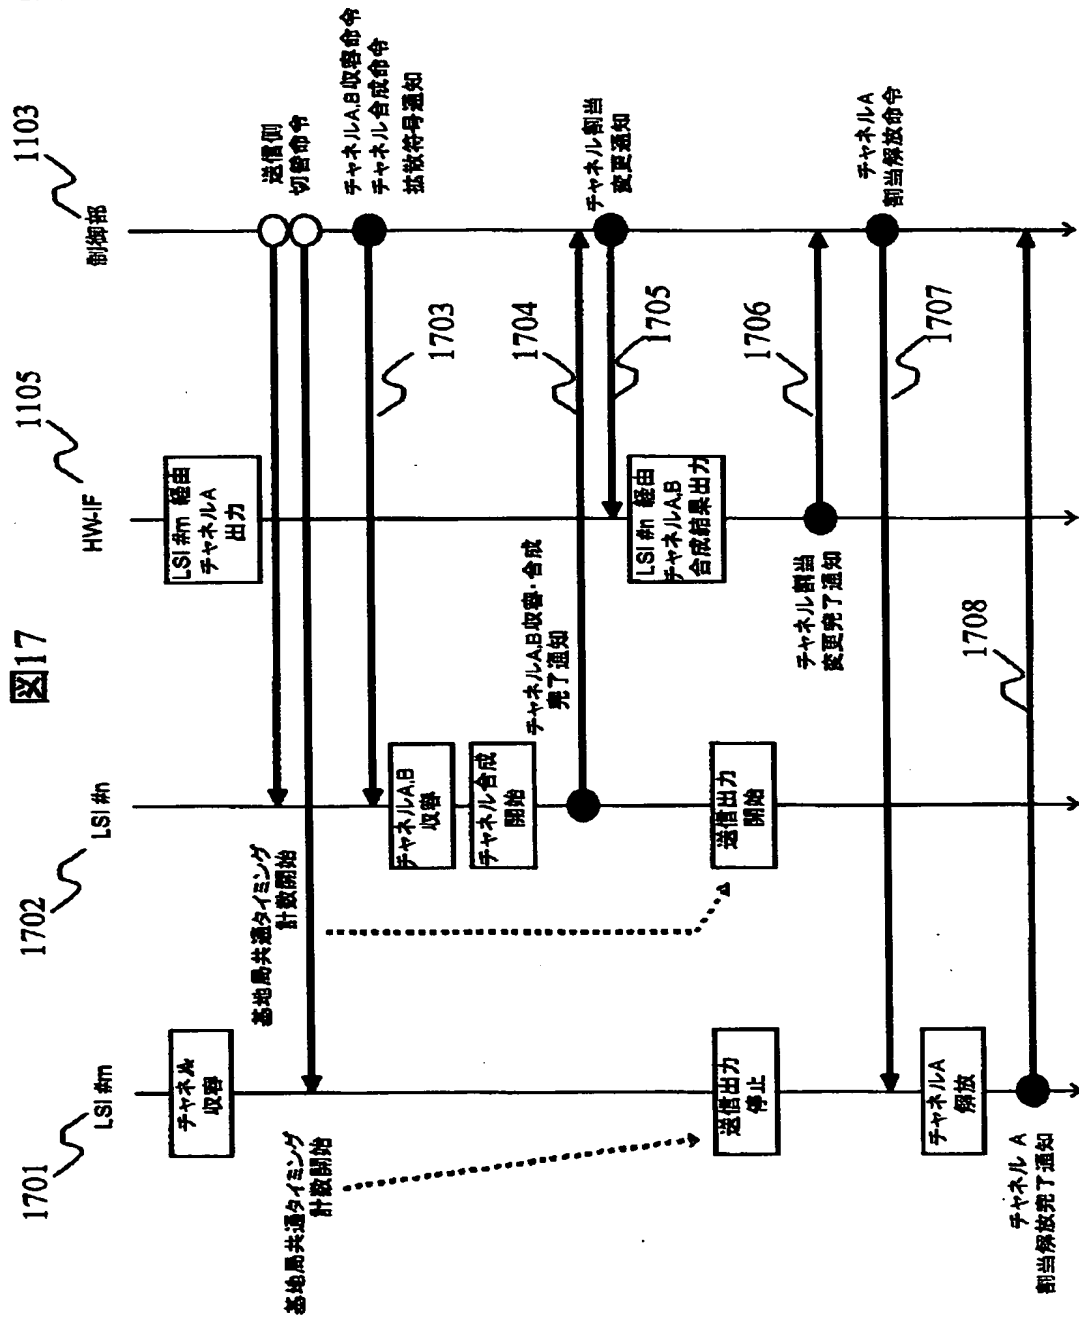 図17
1701
LSI #m
1702
LSI #n
1105
HW-IF
1103
制御部
チャネル
収容
LSI #m 経由
チャネルA
出力
送信側
切替命令
基地局共通タイミング
計数開始
基地局共通タイミング
計数開始
チャネルA,B収容命令
チャネル合成命令
拡散符号通知
1703
チャネルA,B
収容
チャネル合成
開始
チャネルA,B収容・合成
完了通知
1704
チャネル割当
変更通知
1705
LSI #n 経由
チャネルA,B
合成結果出力
送信出力
停止
送信出力
開始
チャネル割当
変更完了通知
1706
チャネルA
割当解放命令
1707
チャネルA
解放
チャネル A
割当解放完了通知
1708